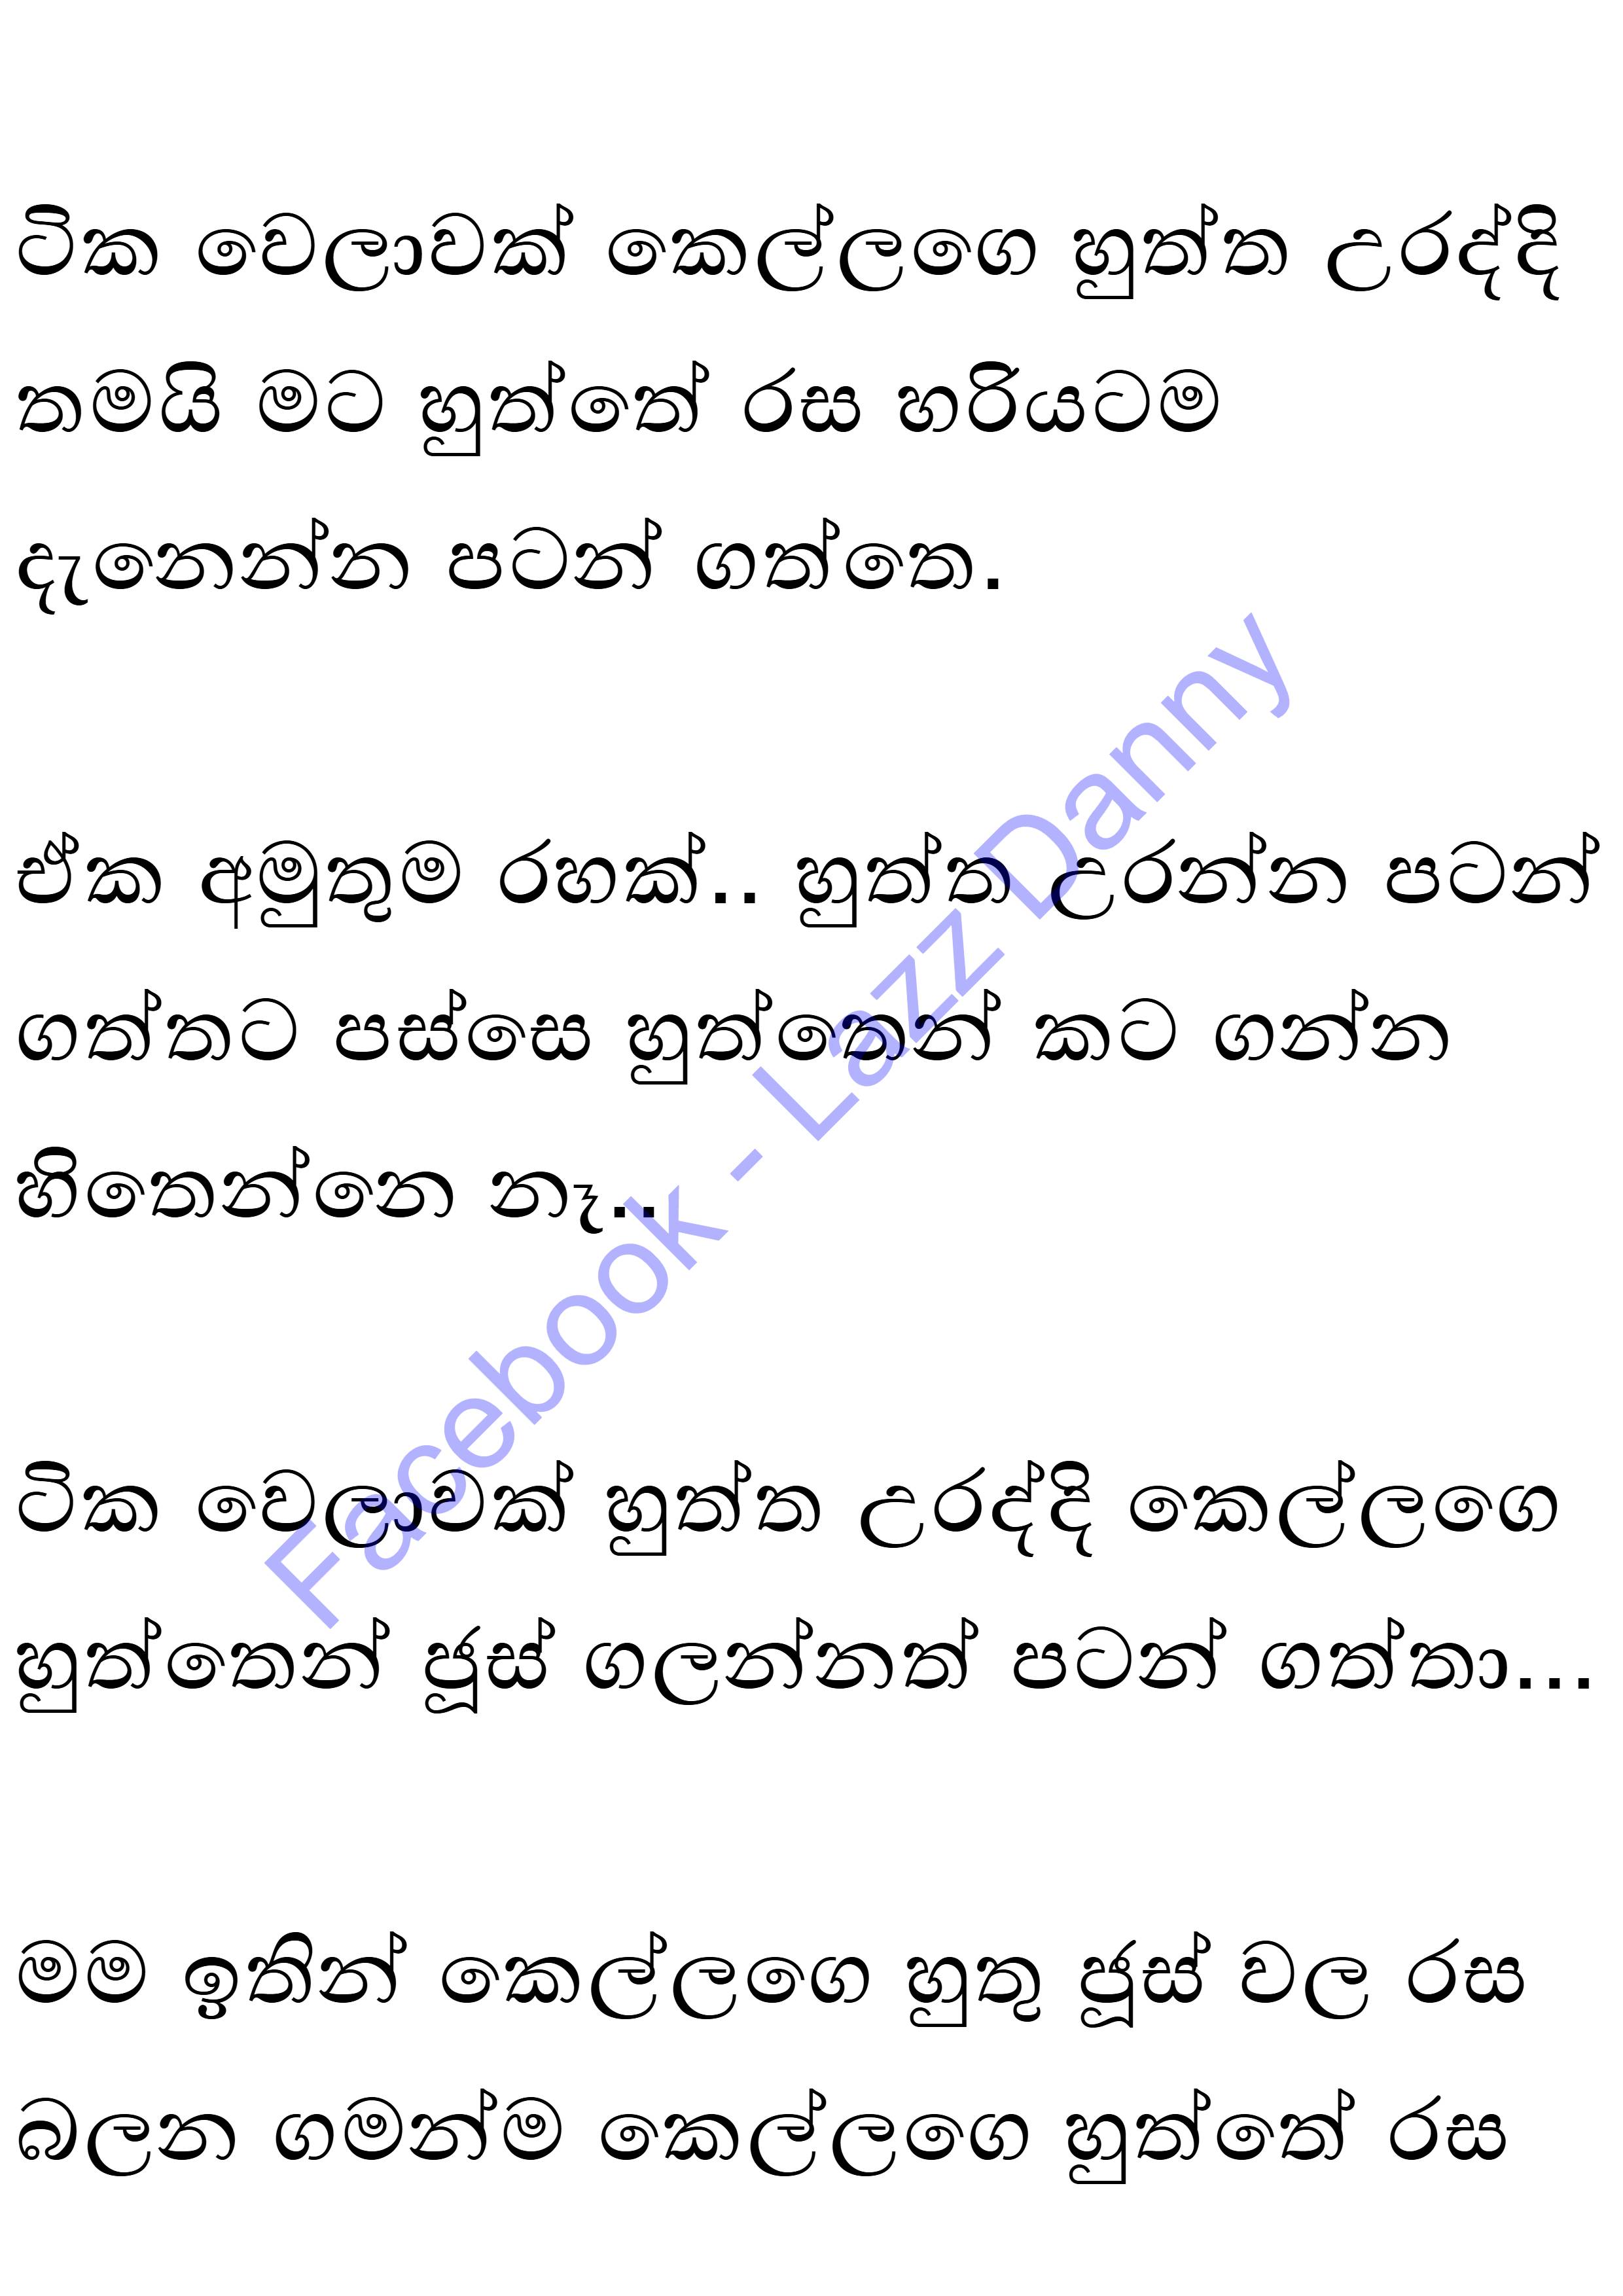 ටික වෙලාවක් කෙල්ලගෙ හුත්ත උරද්දි
තමයි මට හුත්තේ රස හරියටම
දැනෙන්න පටන් ගත්තෙ.
ඒක අමුතුම රහක්.. හුත්ත උරන්න පටන්
ගත්තට පස්සෙ හුත්තෙන් කට ගන්න
හිතෙන්නෙ නෑ..
ටික වෙලාවක් හුත්ත උරද්දි කෙල්ලගෙ
හුත්තෙන් ජූස් ගලන්නත් පටන් ගත්තා...
මම ඉතින් කෙල්ලගෙ හුතු ජූස් වල රස
බලන ගමන්ම කෙල්ලගෙ හුත්තේ රස
Facebook - Lazz Danny